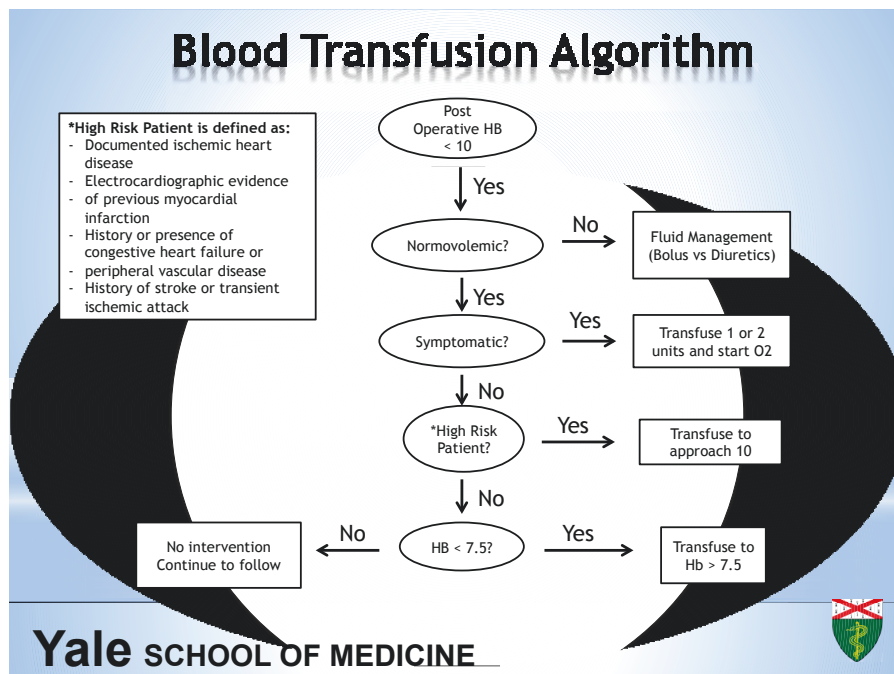 Blood Transfusion Algorithm
*High Risk Patient is defined as:
- Documented ischemic heart
disease
- Electrocardiographic evidence
- of previous myocardial
infarction
- History or presence of
congestive heart failure or
- peripheral vascular disease
- History of stroke or transient
ischemic attack
Post
Operative HB
< 10
Yes
Normovolemic?
No
Fluid Management
(Bolus vs Diuretics)
Yes
Symptomatic?
Yes
Transfuse 1 or 2
units and start O2
No
*High Risk
Patient?
Yes
Transfuse to
approach 10
No
HB < 7.5?
No
No intervention
Continue to follow
Yes
Transfuse to
Hb > 7.5
Yale SCHOOL OF MEDICINE